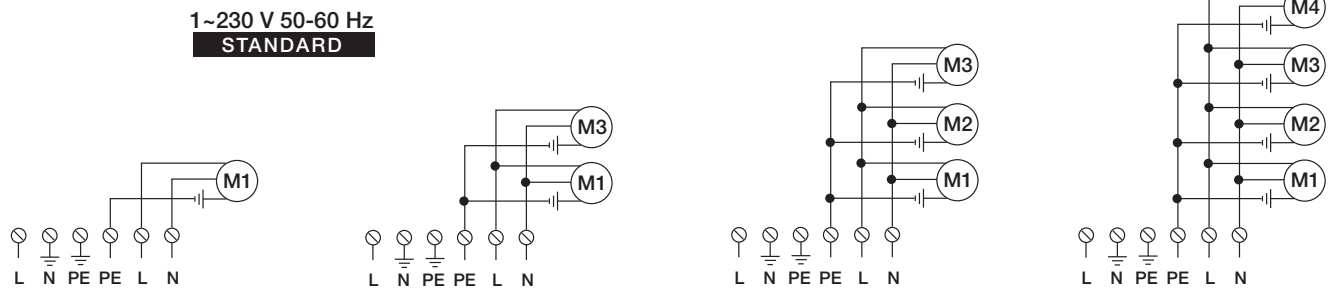 1~230 V 50-60 Hz
STANDARD
M1
L N PE PE L N
M3
M1
L N PE PE L N
M3
M2
M1
L N PE PE L N
M4
M3
M2
M1
L N PE PE L N